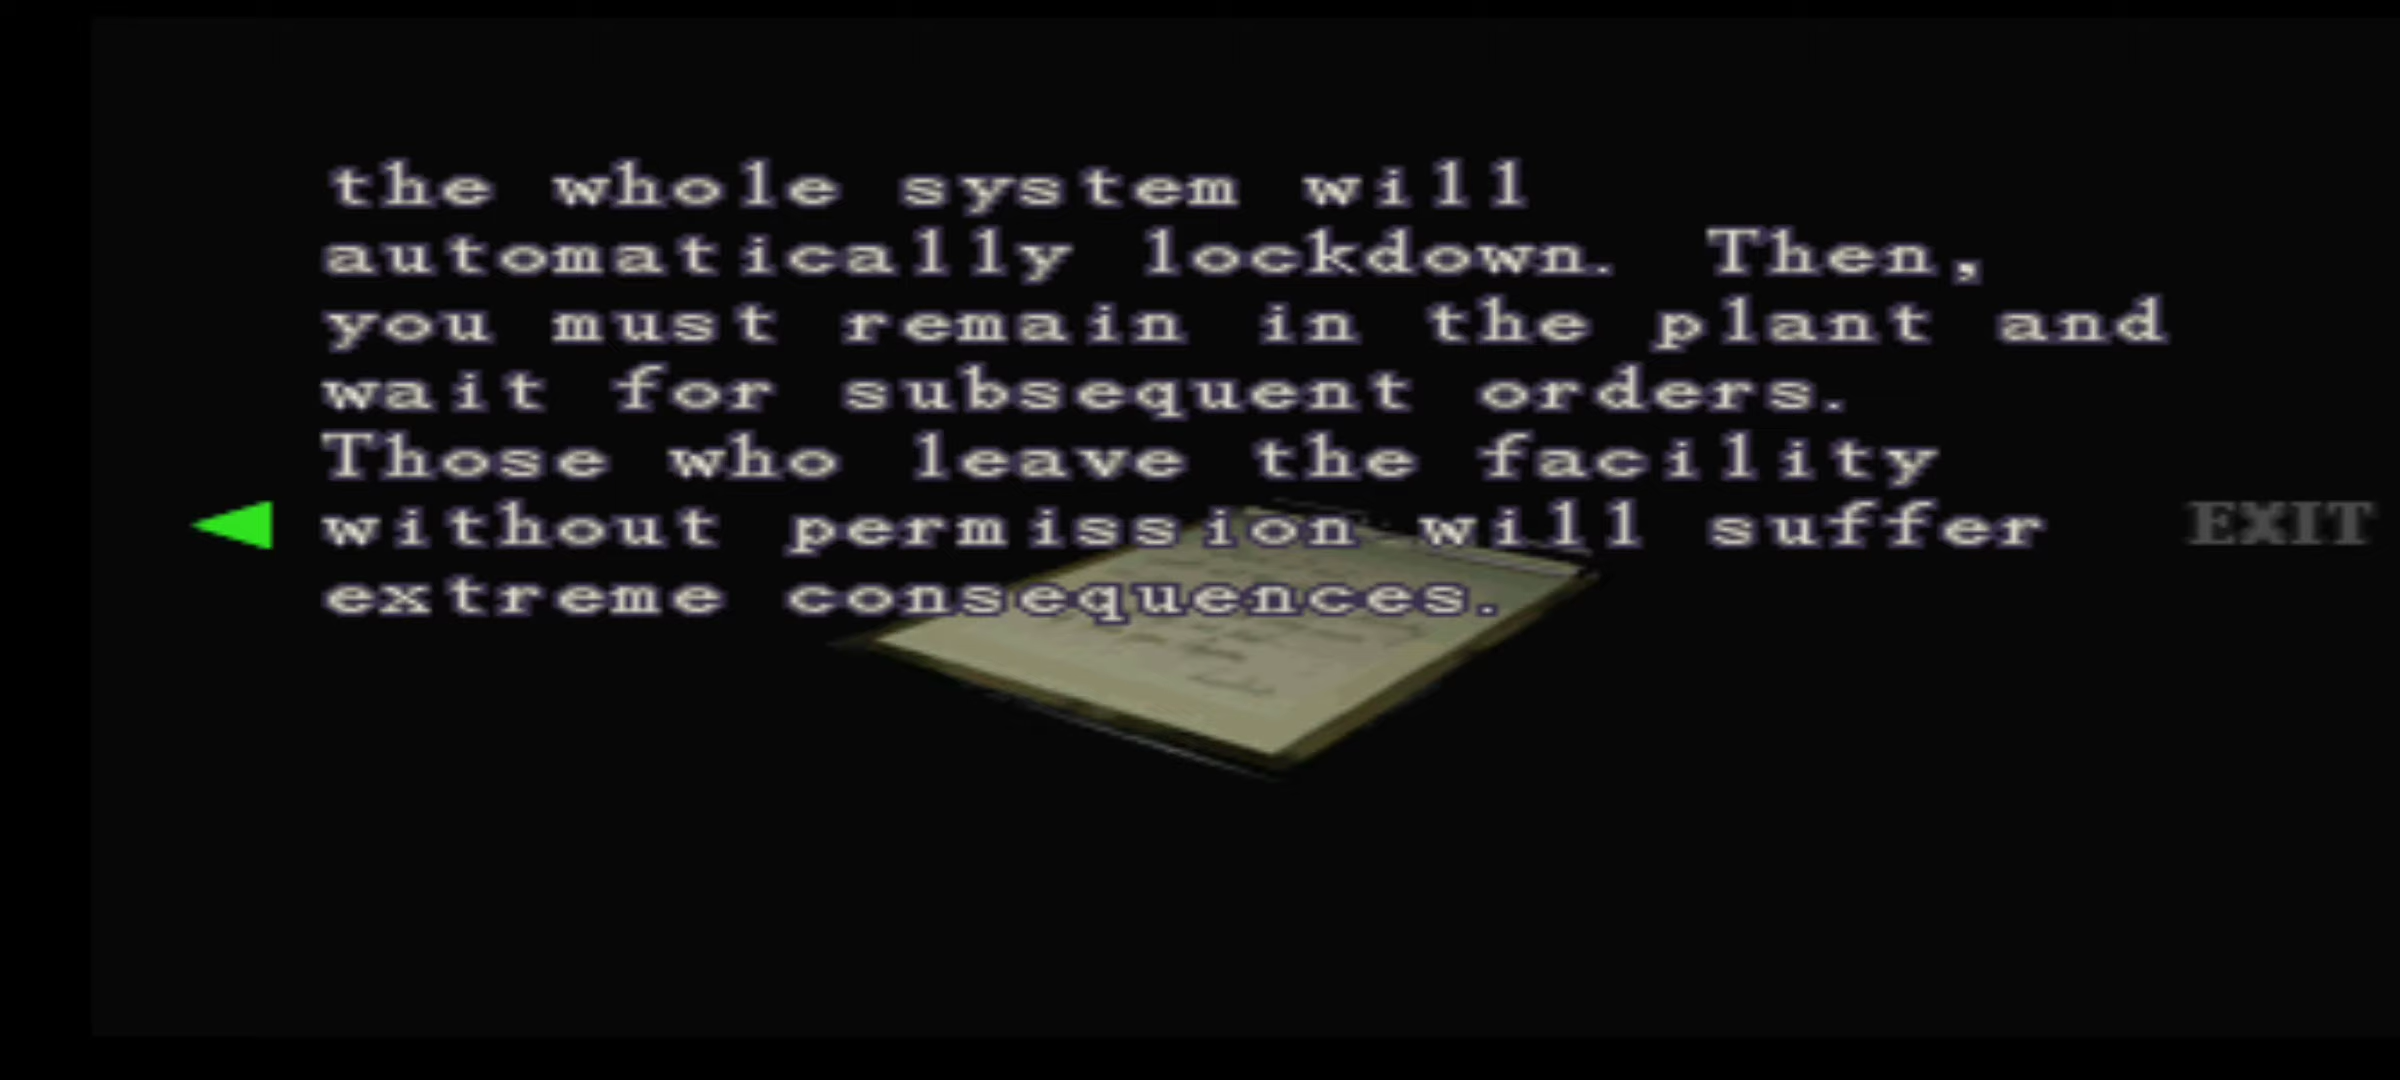 the whole system will
automatically lockdown. Then,
you must remain in the plant and
wait for subsequent orders.
Those who leave the facility
without permission will suffer
extreme consequences.
EXIT